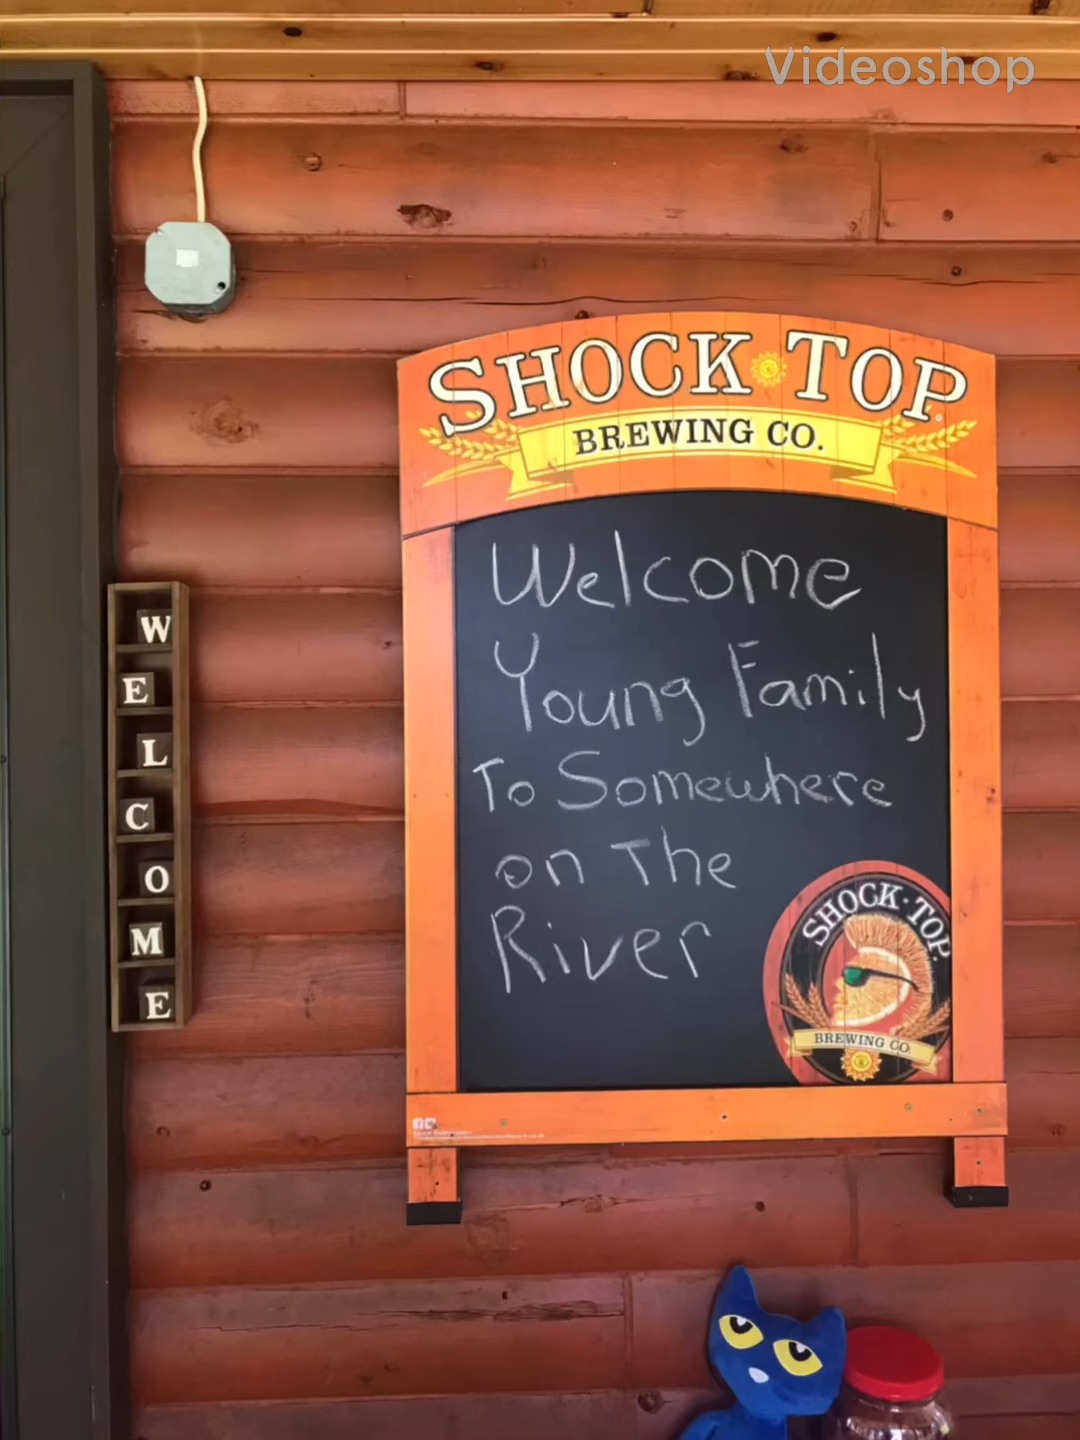 Videoshop
SHOCK TOP
BREWING CO.
Welcome
Young Family
To Somewhere
on The
River
SHOCK·TOP
BREWING CO.
W
E
L
C
O
M
E